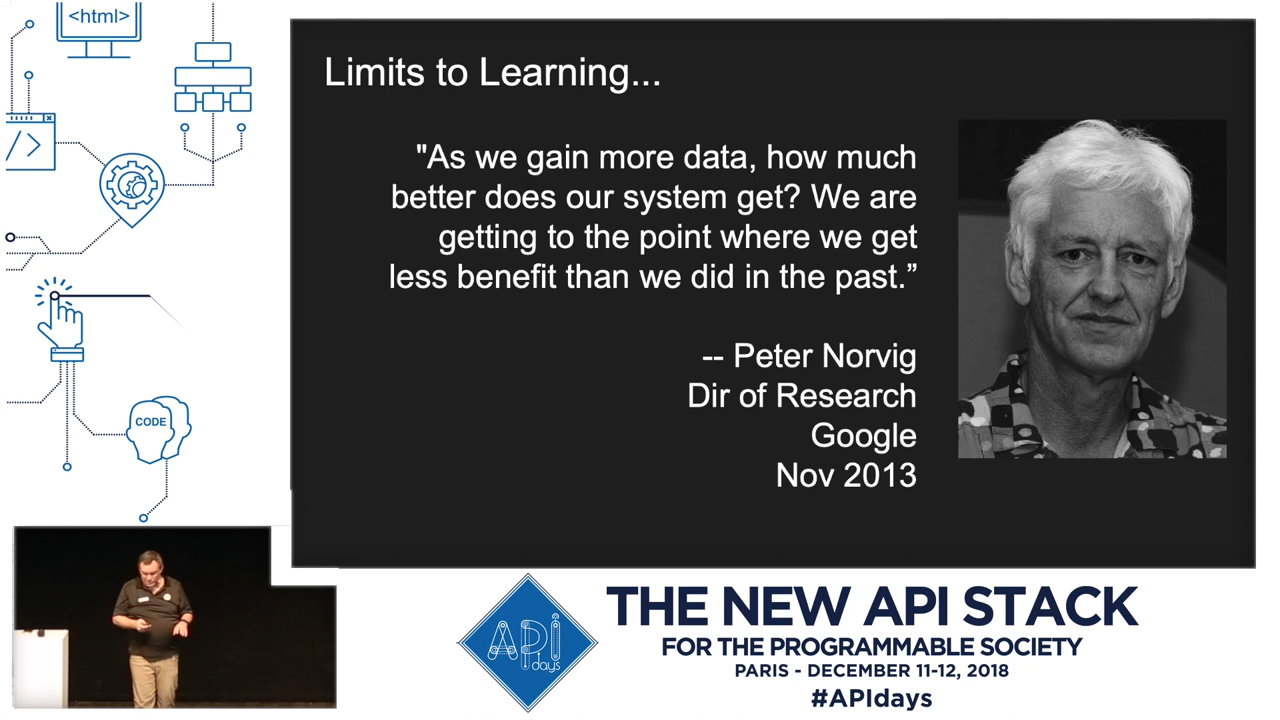 <html>
Limits to Learning...
"As we gain more data, how much
better does our system get? We are
getting to the point where we get
less benefit than we did in the past.”
-- Peter Norvig
Dir of Research
Google
Nov 2013
/>
CODE
API
days
THE NEW API STACK
FOR THE PROGRAMMABLE SOCIETY
PARIS - DECEMBER 11-12, 2018
#APIdays